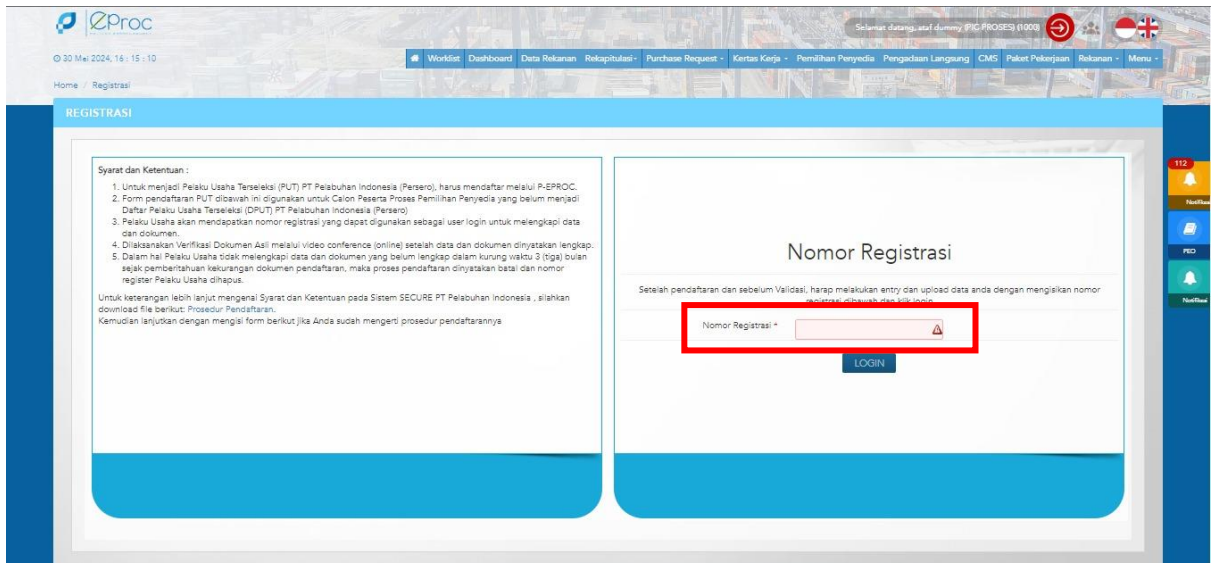 eProc
Selamat datang, staf dummy (PIC PROSES) (1000)
30 Mei 2024, 16 : 15 : 10
Worklist Dashboard Data Rekanan Rekapitulasi Purchase Request Kertas Kerja Pemilihan Penyedia Pengadaan Langsung CMS Paket Pekerjaan Rekanan Menu
Home / Registrasi
REGISTRASI
Syarat dan Ketentuan :
1. Untuk menjadi Pelaku Usaha Terseleksi (PUT) PT Pelabuhan Indonesia (Persero), harus mendaftar melalui P-EPROC.
2. Form pendaftaran PUT dibawah ini digunakan untuk Calon Peserta Proses Pemilihan Penyedia yang belum menjadi
Daftar Pelaku Usaha Terseleksi (DPUT) PT Pelabuhan Indonesia (Persero)
3. Pelaku Usaha akan mendapatkan nomor registrasi yang dapat digunakan sebagai user login untuk melengkapi data
dan dokumen.
4. Dilaksanakan Verifikasi Dokumen Asli melalui video conference (online) setelah data dan dokumen dinyatakan lengkap.
5. Dalam hal Pelaku Usaha tidak melengkapi data dan dokumen yang belum lengkap dalam kurung waktu 3 (tiga) bulan
sejak pemberitahuan kekurangan dokumen pendaftaran, maka proses pendaftaran dinyatakan batal dan nomor
register Pelaku Usaha dihapus.
Untuk keterangan lebih lanjut mengenai Syarat dan Ketentuan pada Sistem SECURE PT Pelabuhan Indonesia , silahkan
download file berikut: Prosedur Pendaftaran.
Kemudian lanjutkan dengan mengisi form berikut jika Anda sudah mengerti prosedur pendaftarannya
Nomor Registrasi
Setelah pendaftaran dan sebelum Validasi, harap melakukan entry dan upload data anda dengan mengisikan nomor
registrasi dibawah dan klik login
Nomor Registrasi *
LOGIN
112
Notifikasi
PEO
Notifikasi